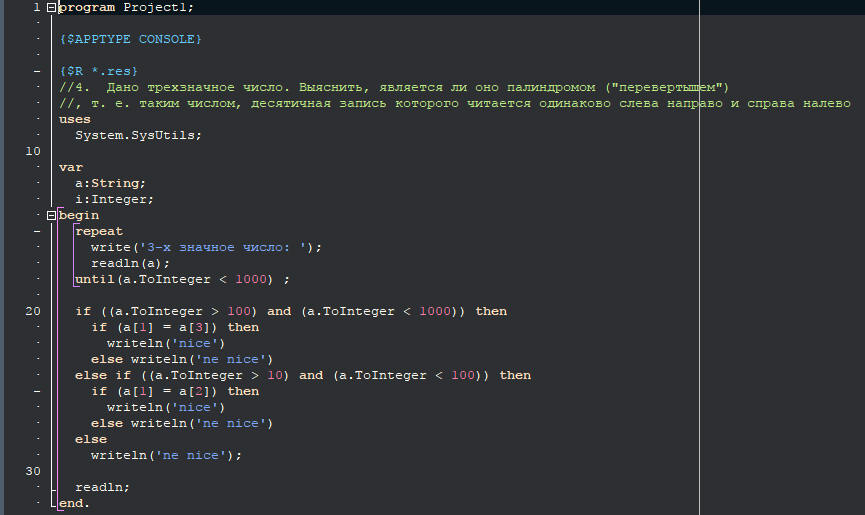 1 program Project1;
{$APPTYPE CONSOLE}
{$R *.res}
//4.  Дано трехзначное число. Выяснить, является ли оно палиндромом ("перевертышем")
//, т. е. таким числом, десятичная запись которого читается одинаково слева направо и справа налево
uses
  System.SysUtils;
10
var
  a:String;
  i:Integer;
begin
  repeat
    write('3-х значное число: ');
    readln(a);
  until(a.ToInteger < 1000) ;
20 if ((a.ToInteger > 100) and (a.ToInteger < 1000)) then
    if (a[1] = a[3]) then
      writeln('nice')
    else writeln('ne nice')
  else if ((a.ToInteger > 10) and (a.ToInteger < 100)) then
    if (a[1] = a[2]) then
      writeln('nice')
    else writeln('ne nice')
  else
    writeln('ne nice');
30
  readln;
end.